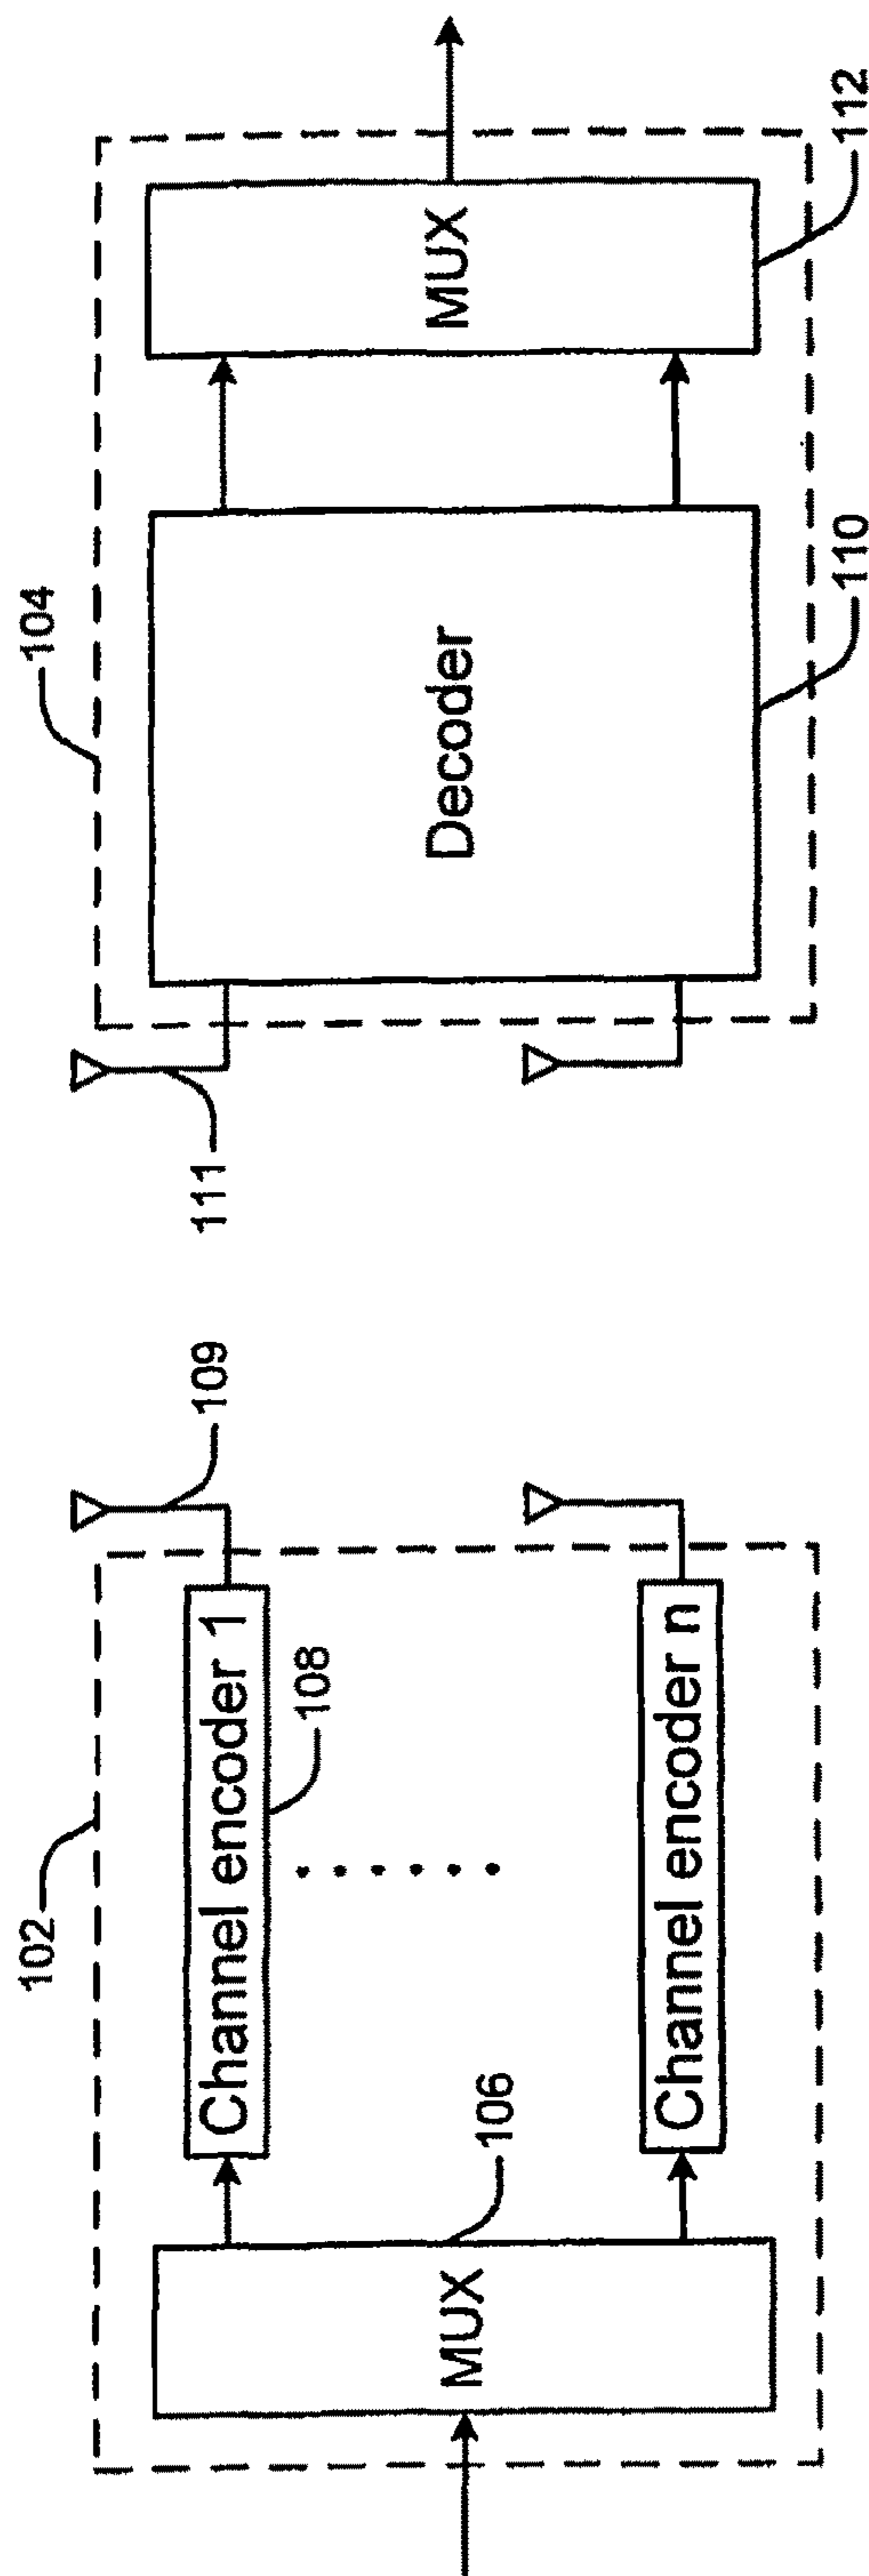 102
104
109
111
MUX
Channel encoder 1
108
106
Channel encoder n
Decoder
MUX
110
112